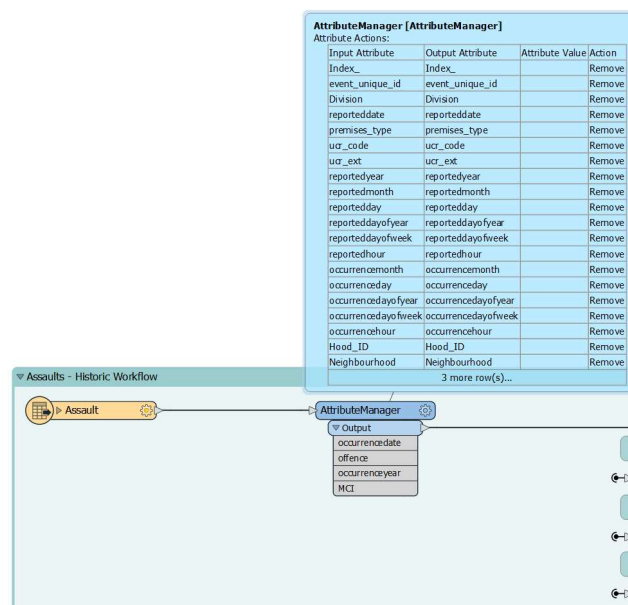 AttributeManager [AttributeManager]
Attribute Actions:
Input Attribute Output Attribute Attribute Value Action
Index_ Index_ Remove
event_unique_id event_unique_id Remove
Division Division Remove
reporteddate reporteddate Remove
premises_type premises_type Remove
ucr_code ucr_code Remove
ucr_ext ucr_ext Remove
reportedyear reportedyear Remove
reportedmonth reportedmonth Remove
reportedday reportedday Remove
reporteddayofyear reporteddayofyear Remove
reporteddayofweek reporteddayofweek Remove
reportedhour reportedhour Remove
occurrencemonth occurrencemonth Remove
occurrenceday occurrenceday Remove
occurrencedayofyear occurrencedayofyear Remove
occurrencedayofweek occurrencedayofweek Remove
occurrencehour occurrencehour Remove
Hood_ID Hood_ID Remove
Neighbourhood Neighbourhood Remove
3 more row(s)...
Assaults - Historic Workflow
Assault
AttributeManager
Output
occurrencedate
offence
occurrenceyear
MCI